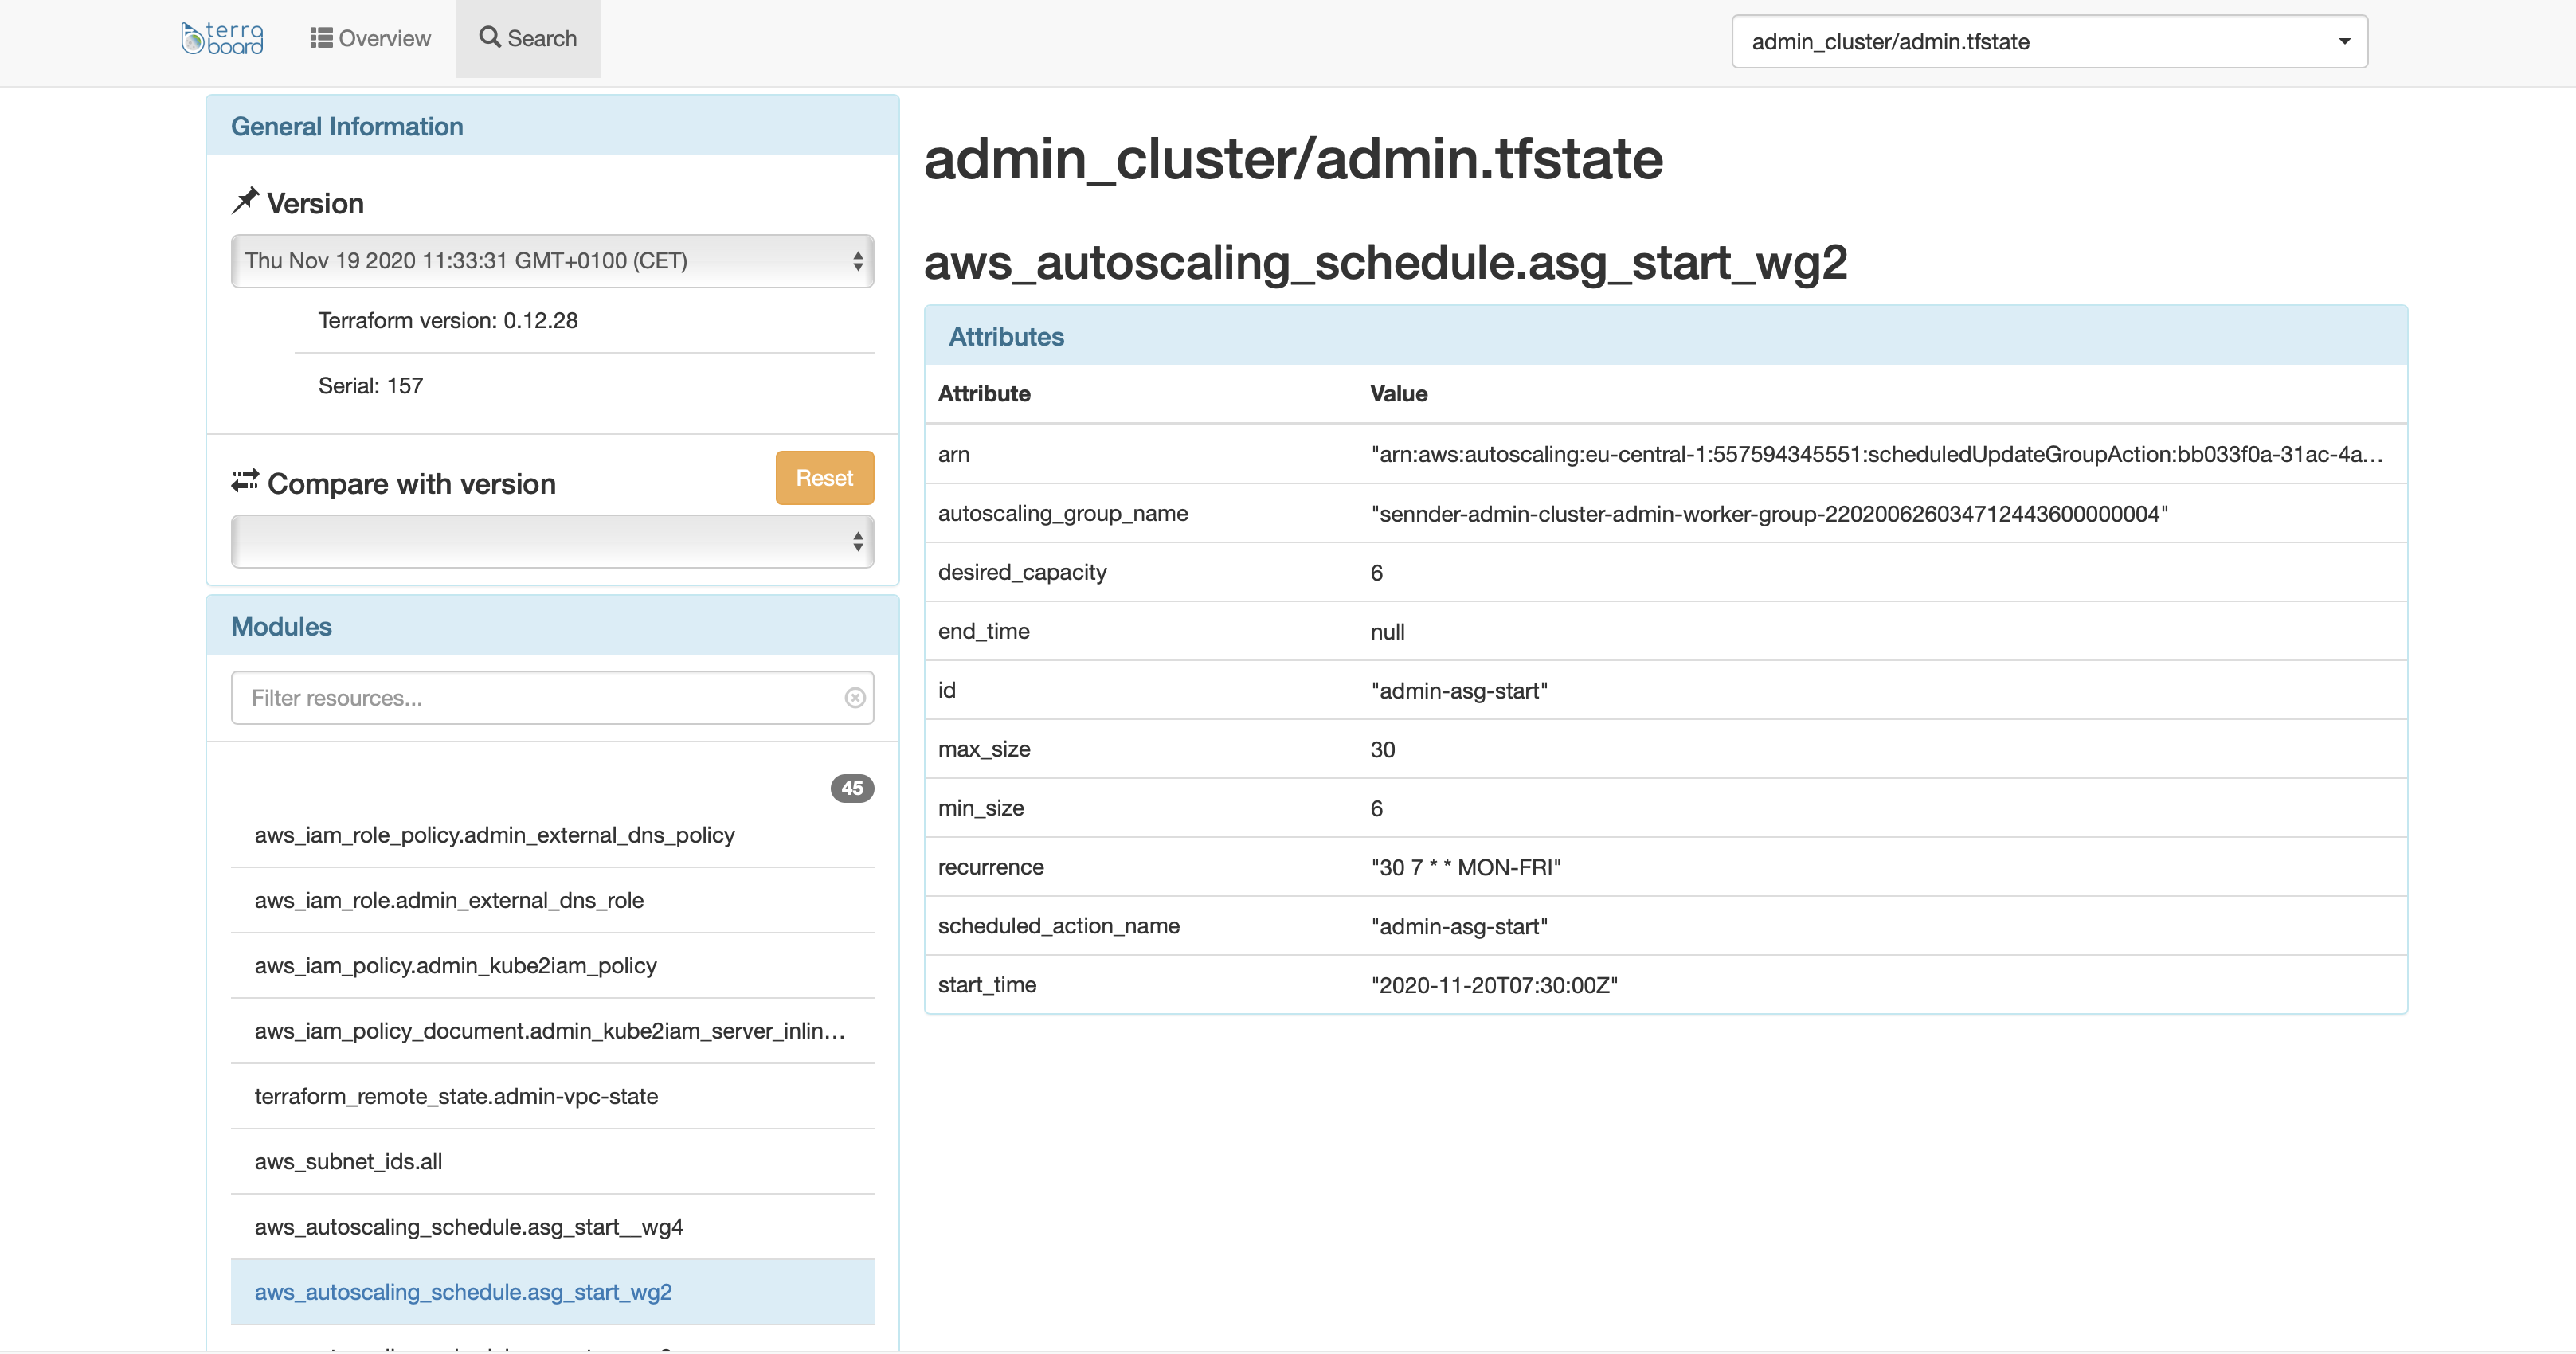 terra board
Overview
Search
admin_cluster/admin.tfstate
General Information
Version
Thu Nov 19 2020 11:33:31 GMT+0100 (CET)
Terraform version: 0.12.28
Serial: 157
Compare with version
Reset
Modules
Filter resources...
45
aws_iam_role_policy.admin_external_dns_policy
aws_iam_role.admin_external_dns_role
aws_iam_policy.admin_kube2iam_policy
aws_iam_policy_document.admin_kube2iam_server_inlin...
terraform_remote_state.admin-vpc-state
aws_subnet_ids.all
aws_autoscaling_schedule.asg_start__wg4
aws_autoscaling_schedule.asg_start_wg2
admin_cluster/admin.tfstate
aws_autoscaling_schedule.asg_start_wg2
Attributes
Attribute Value
arn "arn:aws:autoscaling:eu-central-1:557594345551:scheduledUpdateGroupAction:bb033f0a-31ac-4a...
autoscaling_group_name "sennder-admin-cluster-admin-worker-group-220200626034712443600000004"
desired_capacity 6
end_time null
id "admin-asg-start"
max_size 30
min_size 6
recurrence "30 7 * * MON-FRI"
scheduled_action_name "admin-asg-start"
start_time "2020-11-20T07:30:00Z"